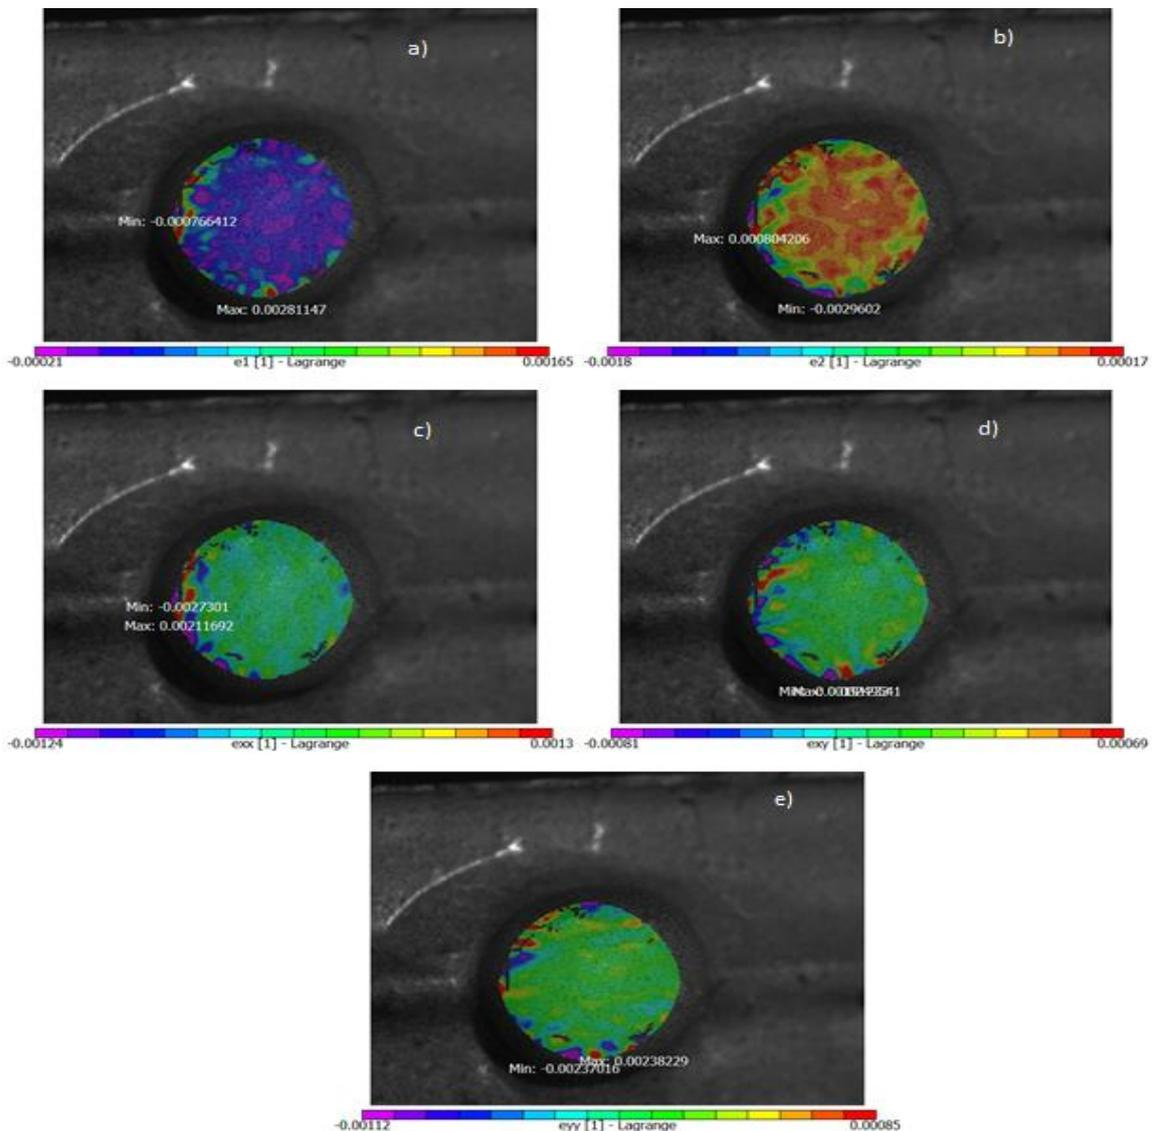 a)
Min: -0.000766412
Max: 0.00281147
-0.00021
e1 [1] - Lagrange
0.00165
b)
Max: 0.000804206
Min: -0.0029602
-0.0018
e2 [1] - Lagrange
0.00017
c)
Min: -0.0027301
Max: 0.00211692
-0.00124
exx [1] - Lagrange
0.0013
d)
-0.00081
exy [1] - Lagrange
0.00069
e)
Max: 0.00238229
Min: -0.00237016
-0.00112
eyy [1] - Lagrange
0.00085